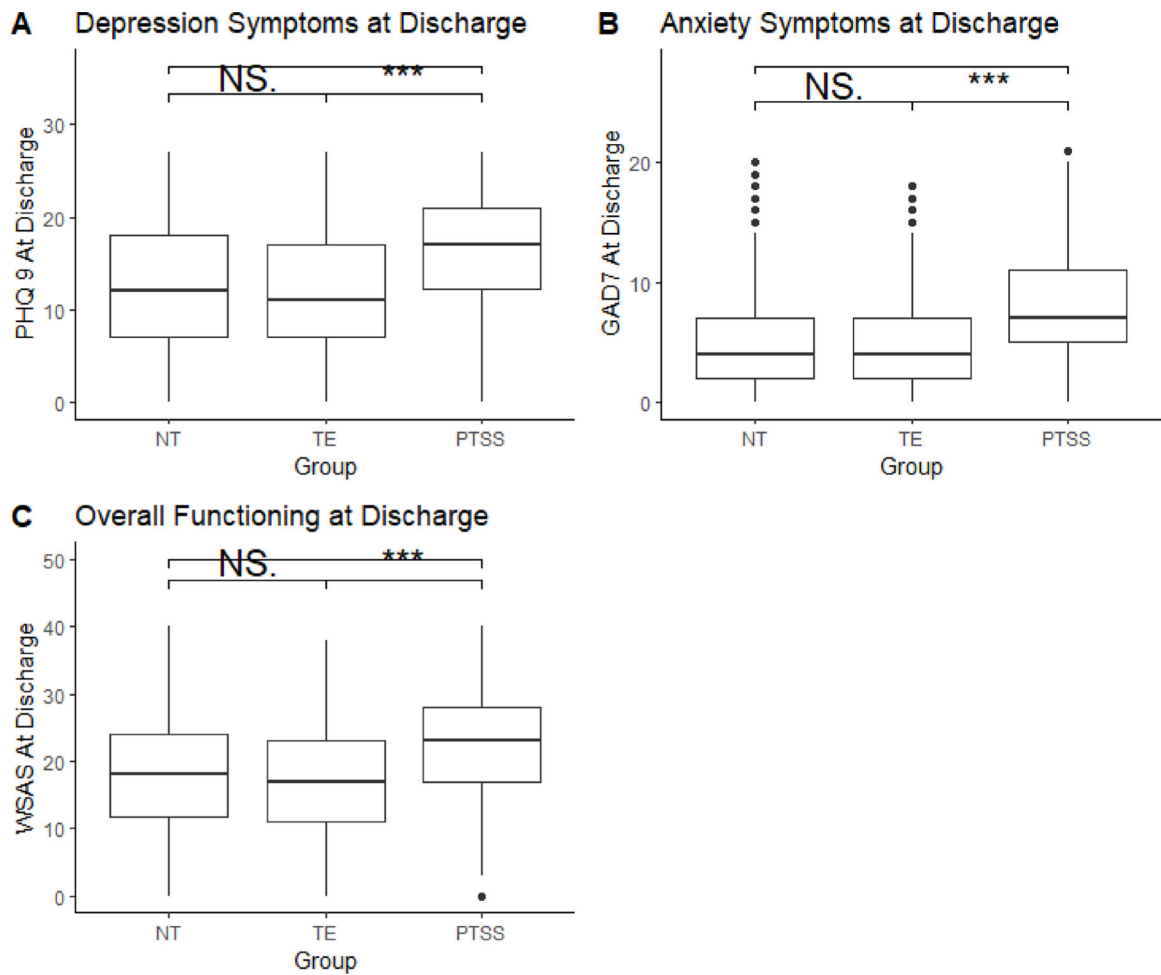 A Depression Symptoms at Discharge
NS. ***
PHQ 9 At Discharge
30
20
10
0
NT TE PTSS
Group
B Anxiety Symptoms at Discharge
NS. ***
GAD7 At Discharge
20
10
0
NT TE PTSS
Group
C Overall Functioning at Discharge
NS. ***
WSAS At Discharge
50
40
30
20
10
0
NT TE PTSS
Group